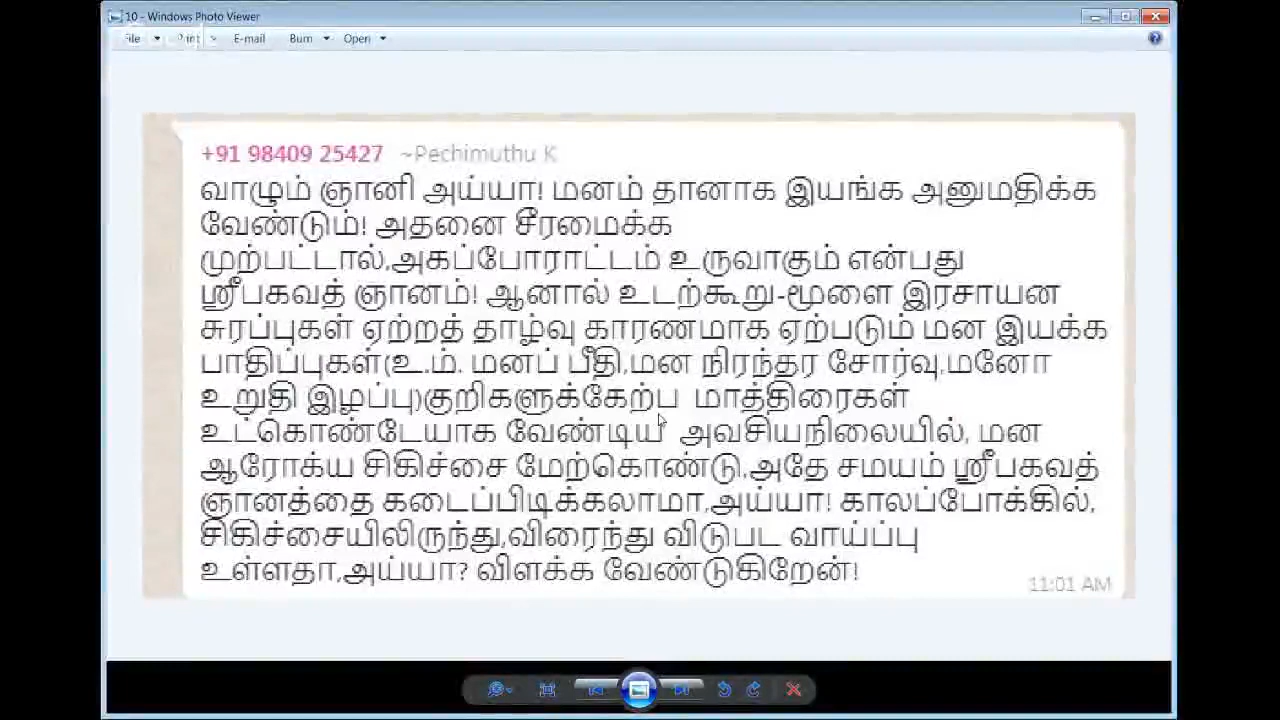 10 - Windows Photo Viewer
File Print E-mail Burn Open
+91 98409 25427 ~Pechimuthu K
வாழும் ஞானி அய்யா! மனம் தானாக இயங்க அனுமதிக்க
வேண்டும்! அதனை சீரமைக்க
முற்பட்டால்,அகப்போராட்டம் உருவாகும் என்பது
ஸ்ரீபகவத் ஞானம்! ஆனால் உடற்கூறு-மூளை இரசாயன
சுரப்புகள் ஏற்றத் தாழ்வு காரணமாக ஏற்படும் மன இயக்க
பாதிப்புகள்(உ.ம். மனப் பீதி,மன நிரந்தர சோர்வு,மனோ
உறுதி இழப்பு)குறிகளுக்கேற்ப மாத்திரைகள்
உட்கொண்டேயாக வேண்டிய அவசியநிலையில், மன
ஆரோக்ய சிகிச்சை மேற்கொண்டு,அதே சமயம் ஸ்ரீபகவத்
ஞானத்தை கடைப்பிடிக்கலாமா,அய்யா! காலப்போக்கில்,
சிகிச்சையிலிருந்து,விரைந்து விடுபட வாய்ப்பு
உள்ளதா,அய்யா? விளக்க வேண்டுகிறேன்!
11:01 AM